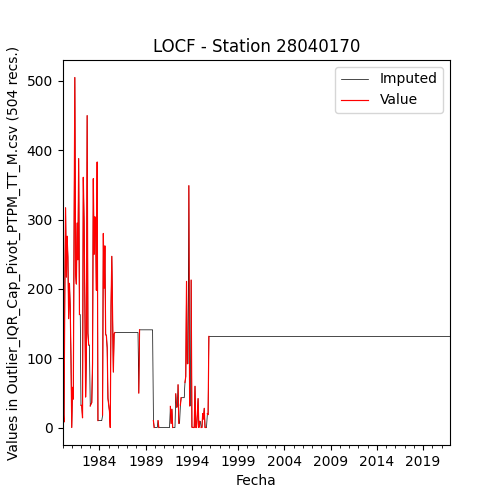 LOCF - Station 28040170
Values in Outlier_IQR_Cap_Pivot_PTPM_TT_M.csv (504 recs.)
500
400
300
200
100
0
Imputed
Value
1984 1989 1994 1999 2004 2009 2014 2019
Fecha